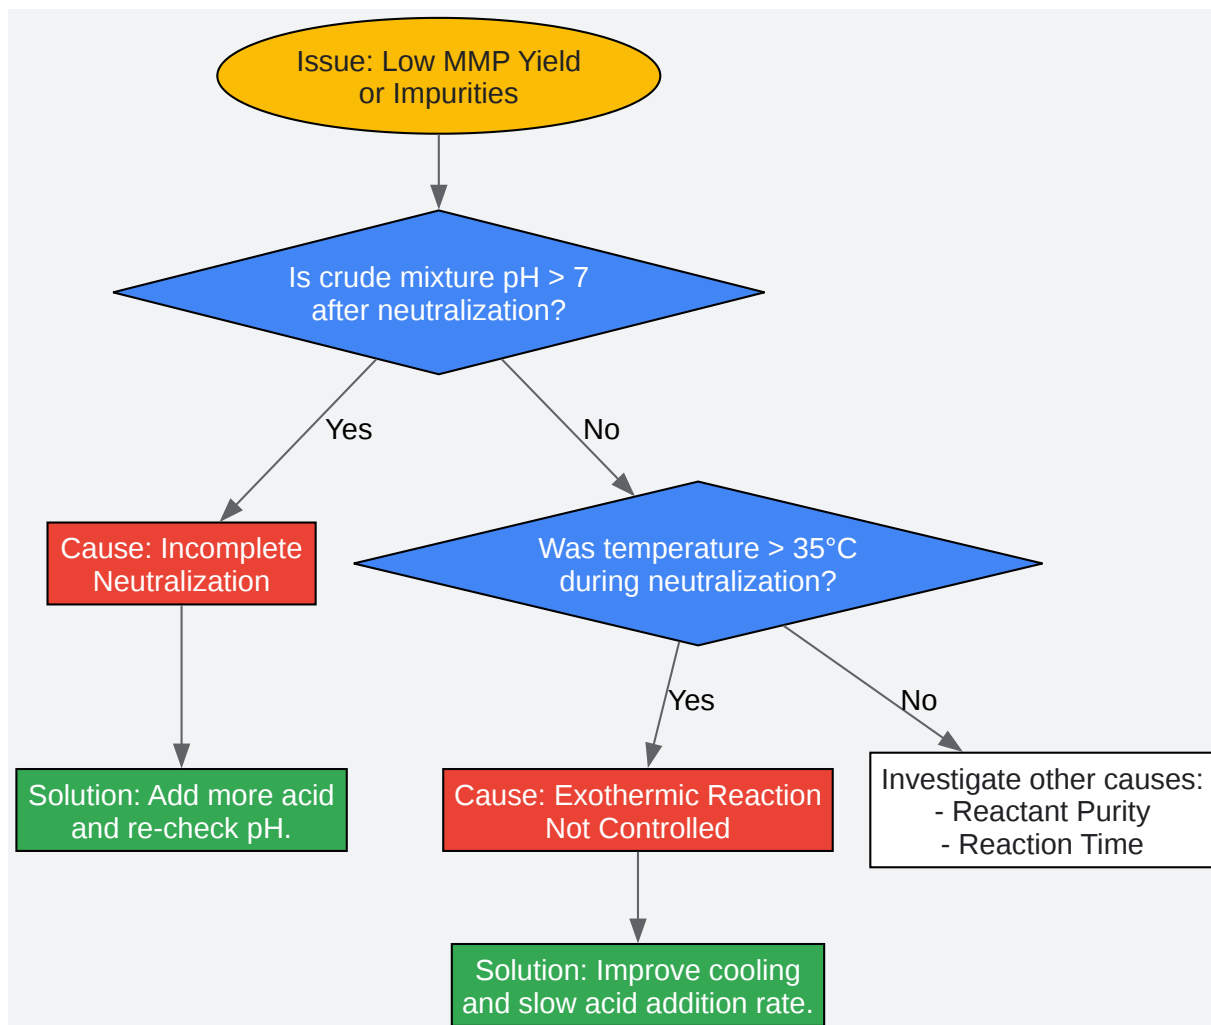 Issue: Low MMP Yield
or Impurities
Is crude mixture pH > 7
after neutralization?
Yes
No
Cause: Incomplete
Neutralization
Was temperature > 35°C
during neutralization?
Yes
No
Solution: Add more acid
and re-check pH.
Cause: Exothermic Reaction
Not Controlled
Investigate other causes:
- Reactant Purity
- Reaction Time
Solution: Improve cooling
and slow acid addition rate.